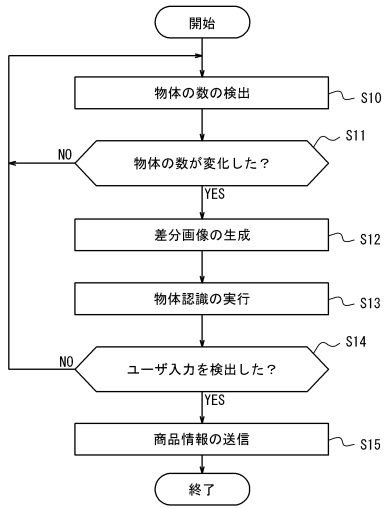 開始
物体の数の検出
S10
物体の数が変化した？
S11
NO
YES
差分画像の生成
S12
物体認識の実行
S13
ユーザ入力を検出した？
S14
NO
YES
商品情報の送信
S15
終了